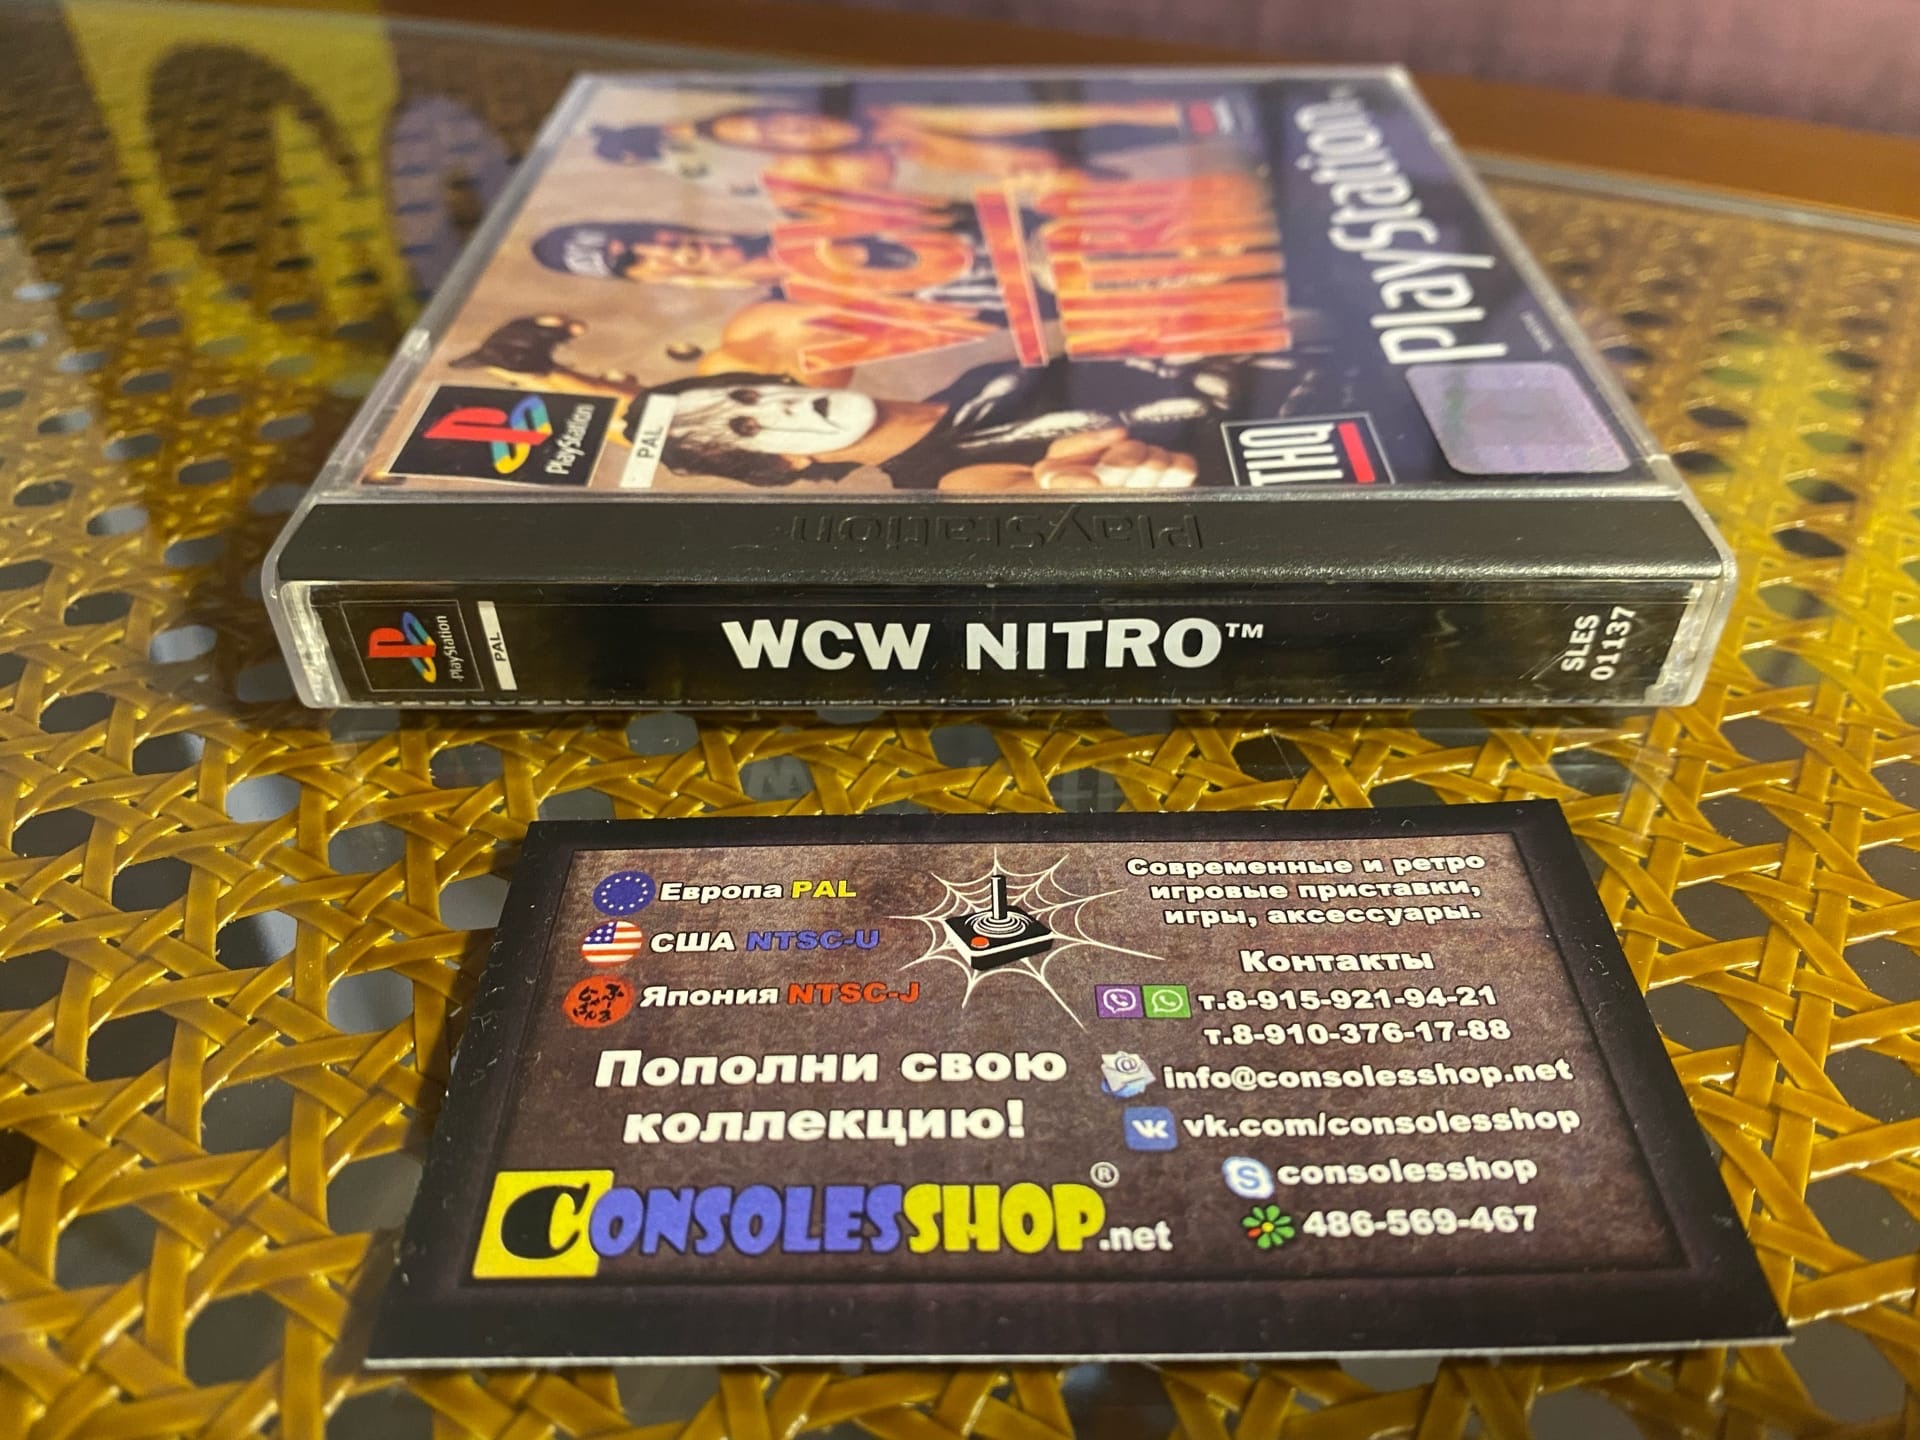 PlayStation
WCW
NITRO
PlayStation
PAL
THQ
PlayStation
PlayStation
PAL
WCW NITRO™
SLES
01137
Европа PAL
США NTSC-U
Япония NTSC-J
Пополни свою
коллекцию!
CONSOLESSHOP®.net
Современные и ретро
игровые приставки,
игры, аксессуары.
Контакты
т.8-915-921-94-21
т.8-910-376-17-88
info@consolesshop.net
vk.com/consolesshop
consolesshop
486-569-467